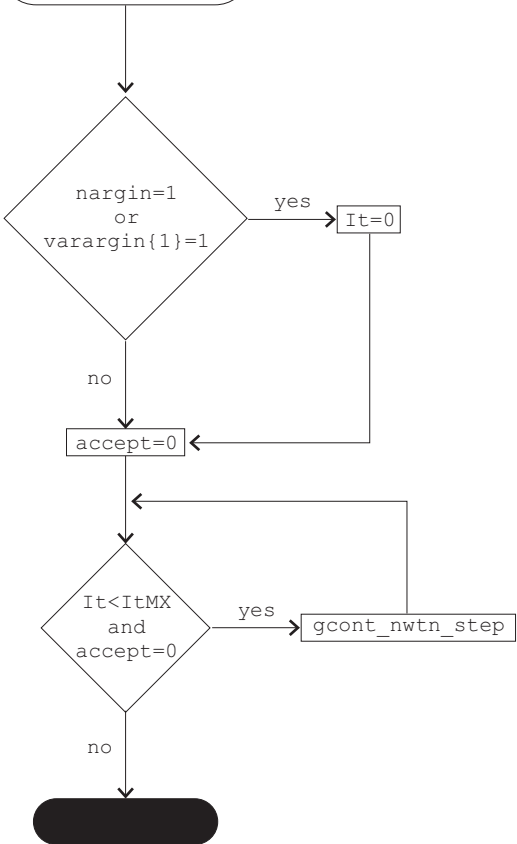 nargin=1
or
varargin{1}=1
yes
It=0
no
accept=0
It<ItMX
and
accept=0
yes
gcont_nwtn_step
no